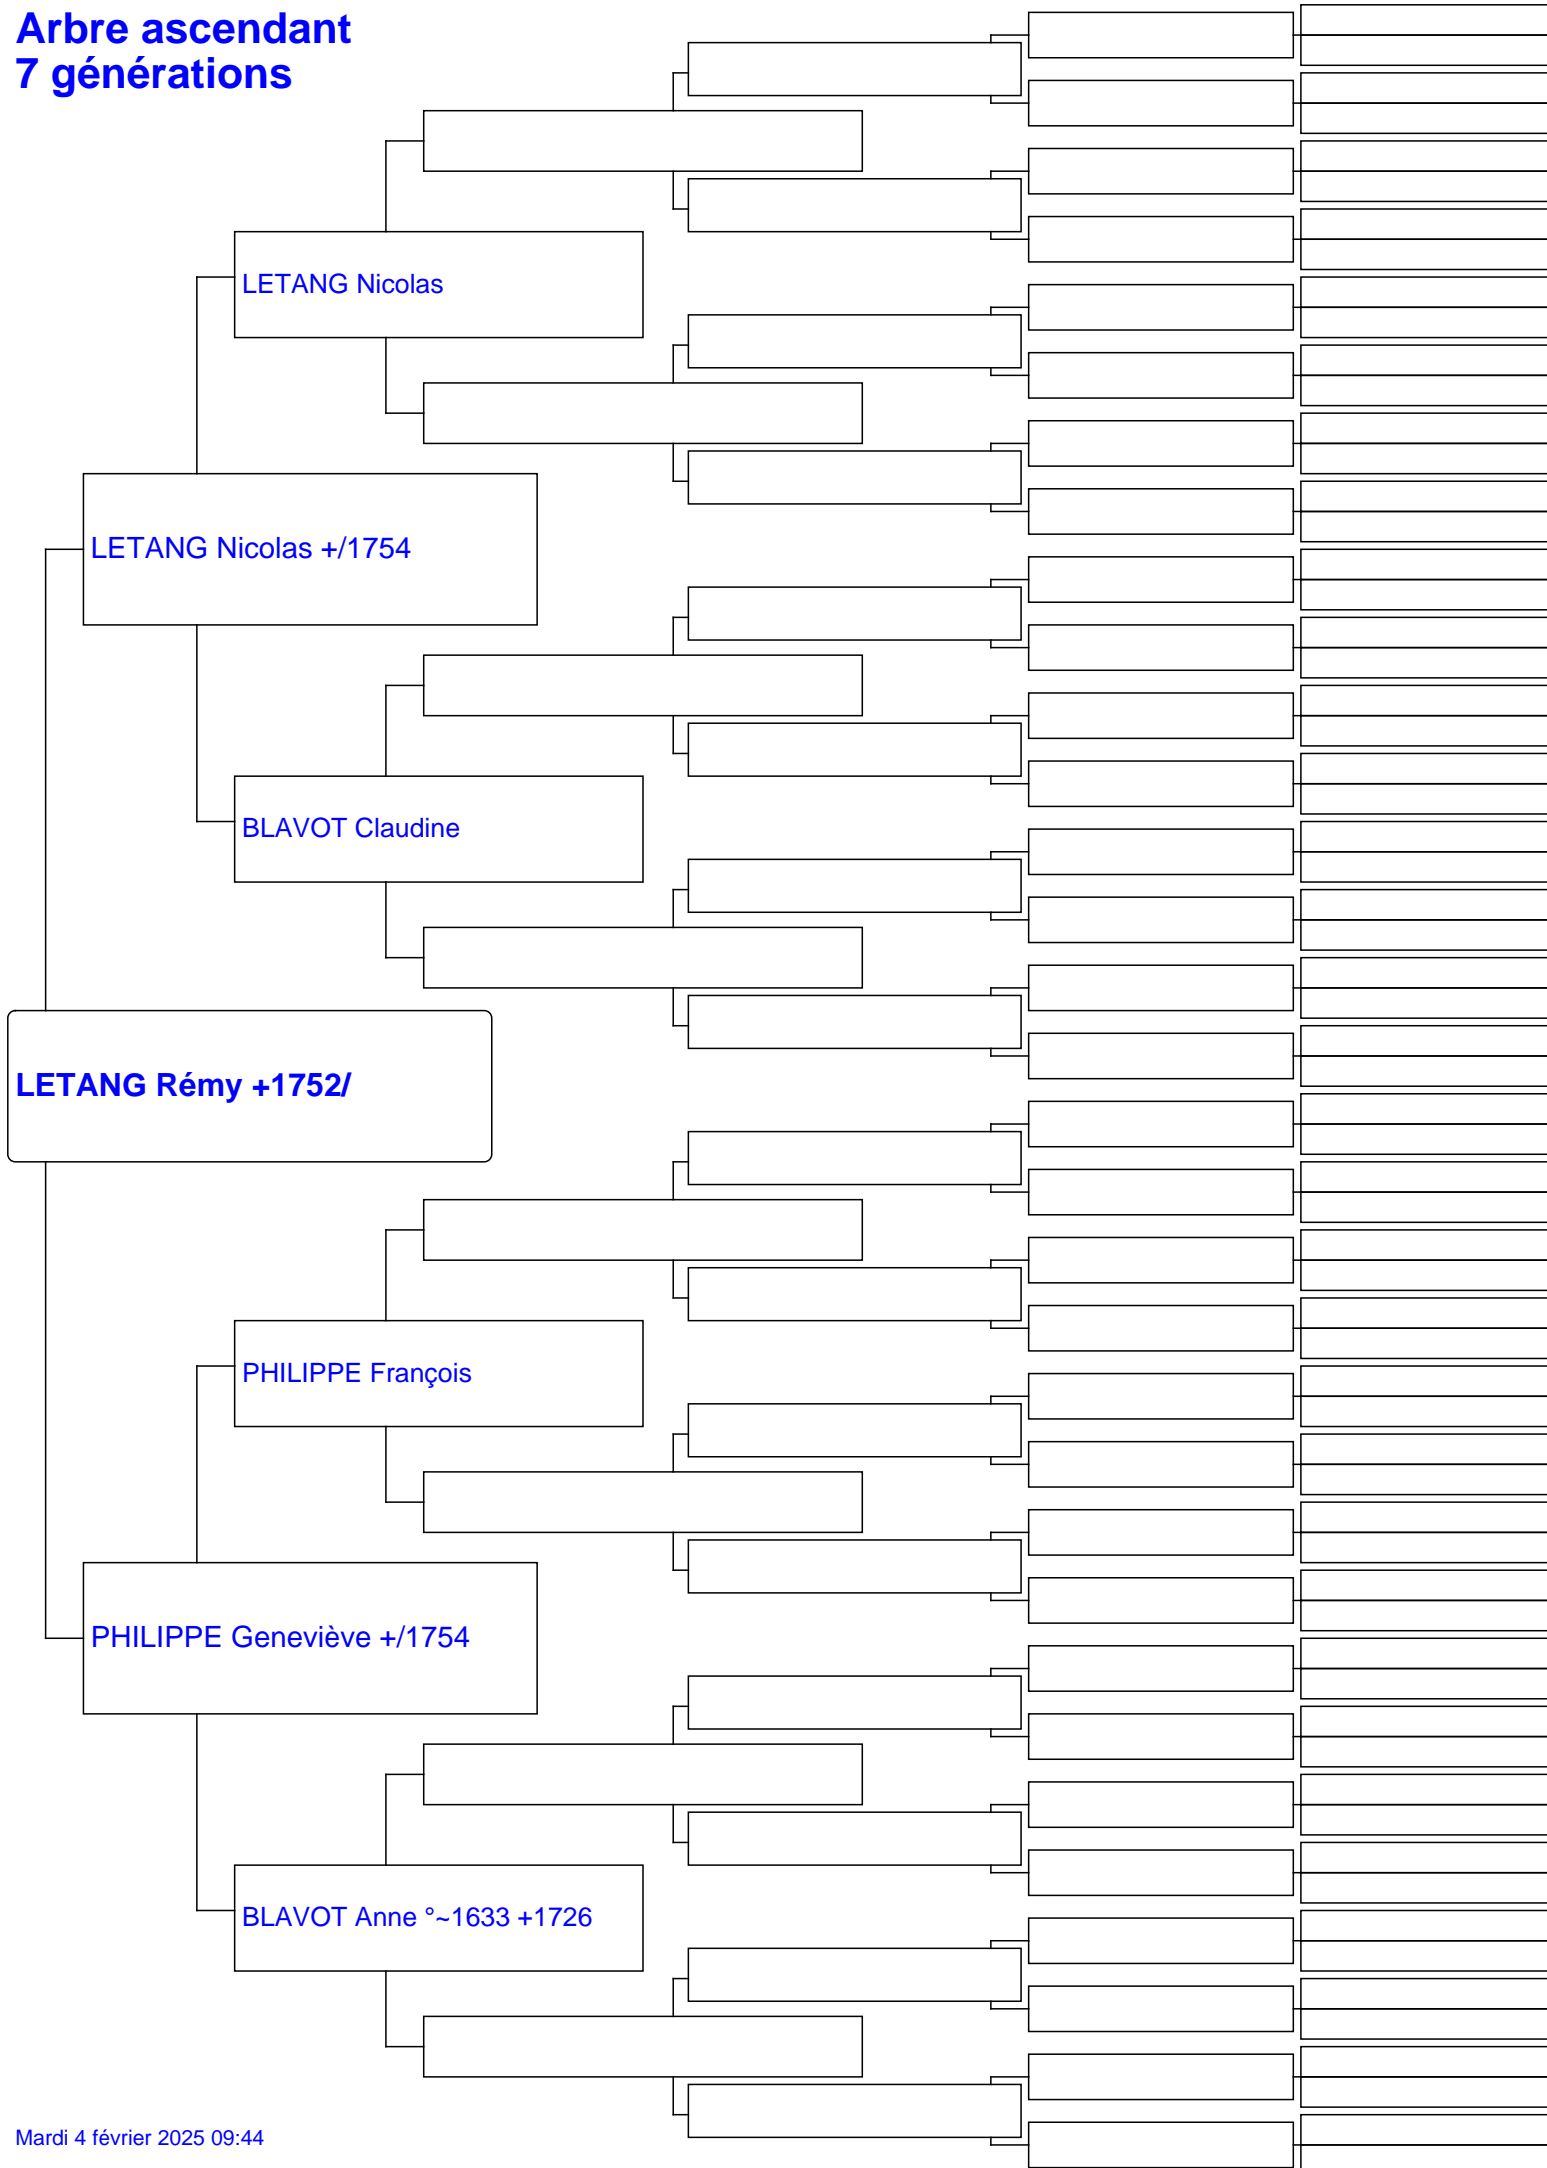 Arbre ascendant
7 générations
LETANG Nicolas
LETANG Nicolas +/1754
BLAVOT Claudine
LETANG Rémy +1752/
PHILIPPE François
PHILIPPE Geneviève +/1754
BLAVOT Anne °~1633 +1726
Mardi 4 février 2025 09:44